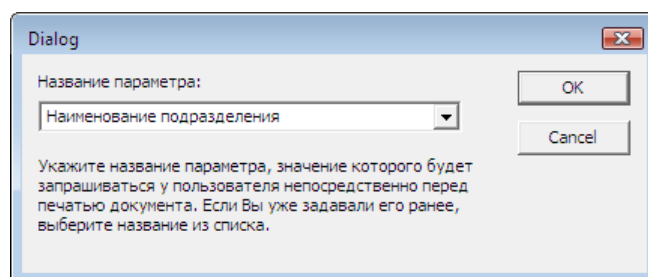 Dialog
Название параметра:
OK
Наименование подразделения
Cancel
Укажите название параметра, значение которого будет
запрашиваться у пользователя непосредственно перед
печатью документа. Если Вы уже задавали его ранее,
выберите название из списка.